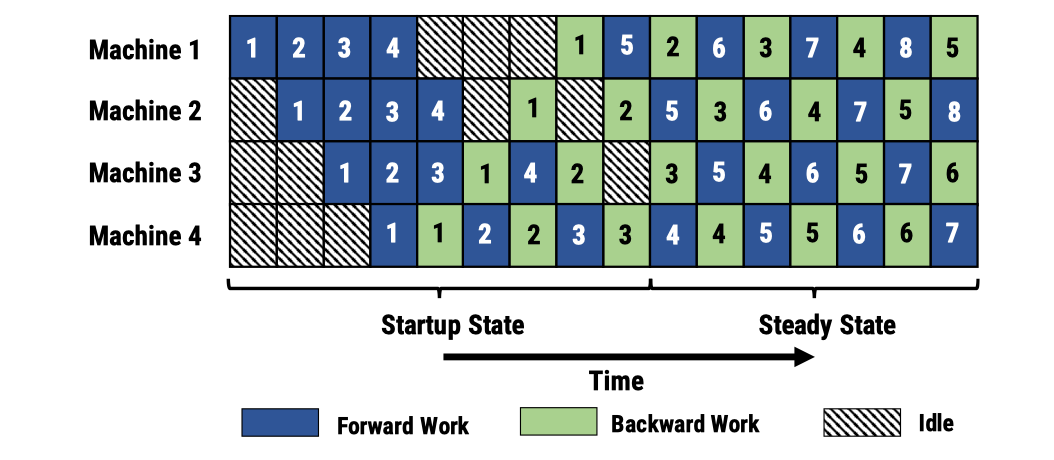 Machine 1 1 2 3 4 1 5 2 6 3 7 4 8 5
Machine 2 1 2 3 4 1 2 5 3 6 4 7 5 8
Machine 3 1 2 3 1 4 2 3 5 4 6 5 7 6
Machine 4 1 1 2 2 3 3 4 4 5 5 6 6 7
Startup State Steady State
Time
Forward Work Backward Work Idle